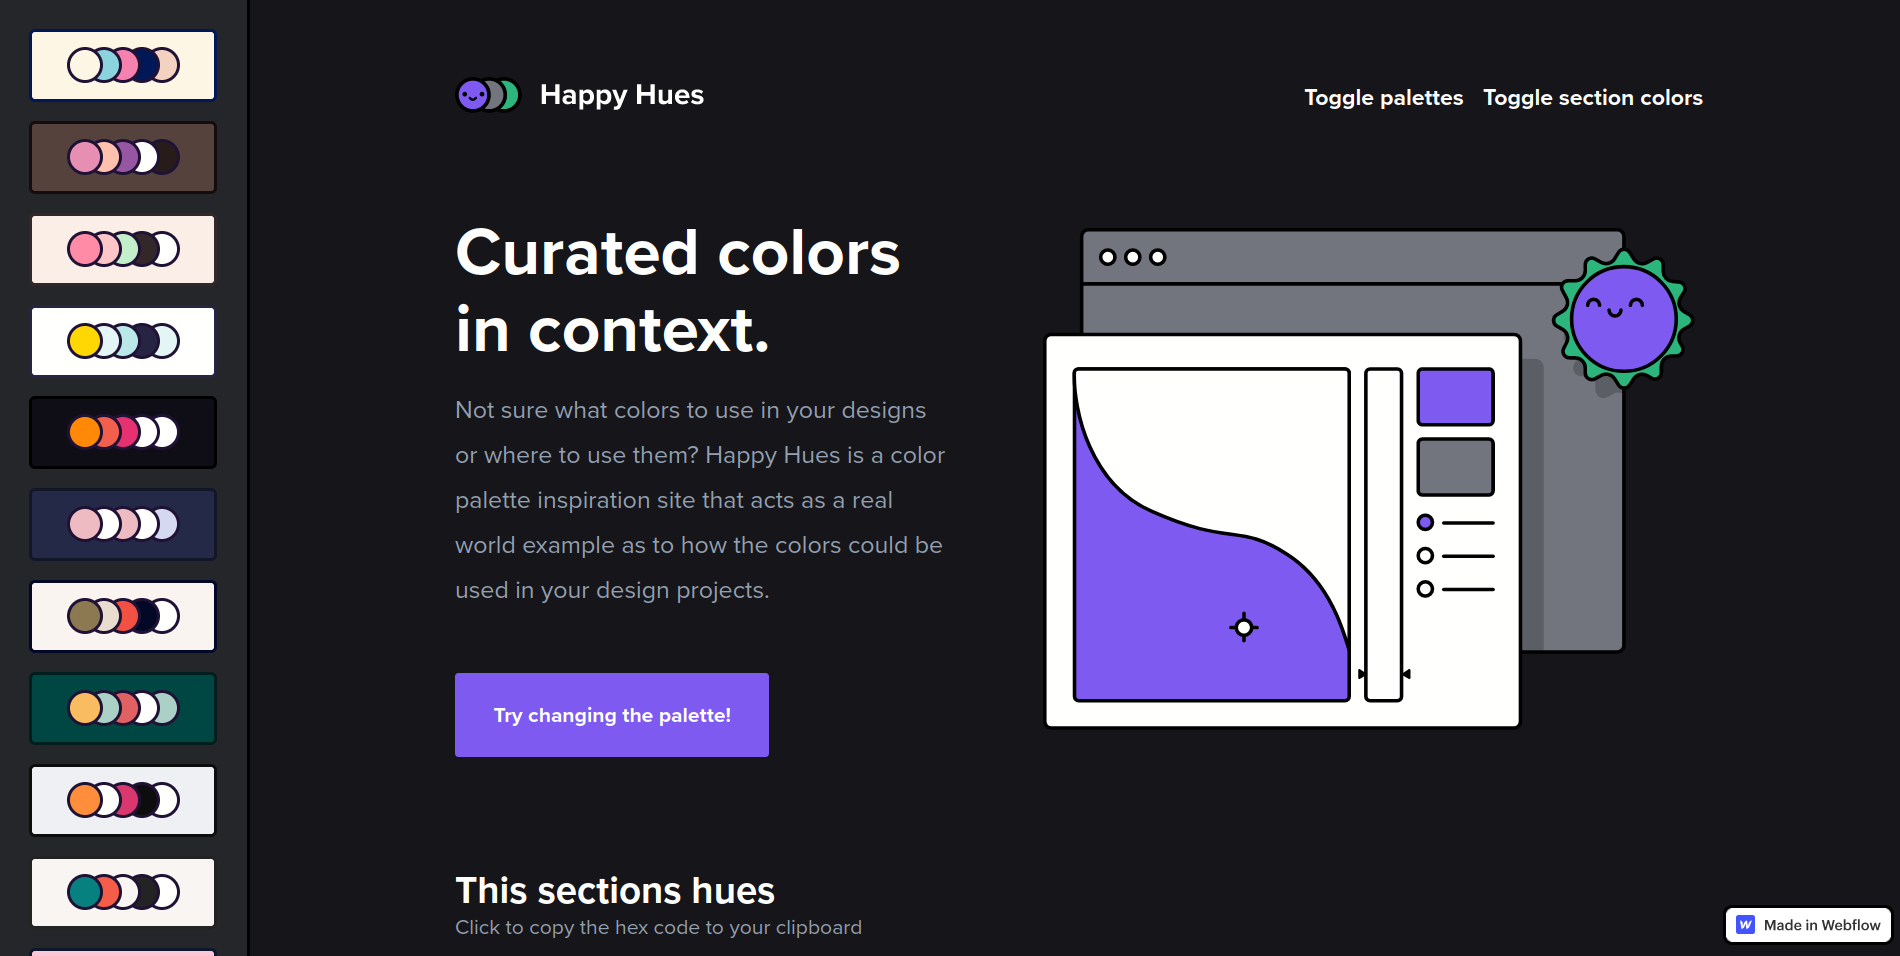 Happy Hues
Toggle palettes
Toggle section colors
Curated colors
in context.
Not sure what colors to use in your designs
or where to use them? Happy Hues is a color
palette inspiration site that acts as a real
world example as to how the colors could be
used in your design projects.
Try changing the palette!
This sections hues
Click to copy the hex code to your clipboard
W Made in Webflow